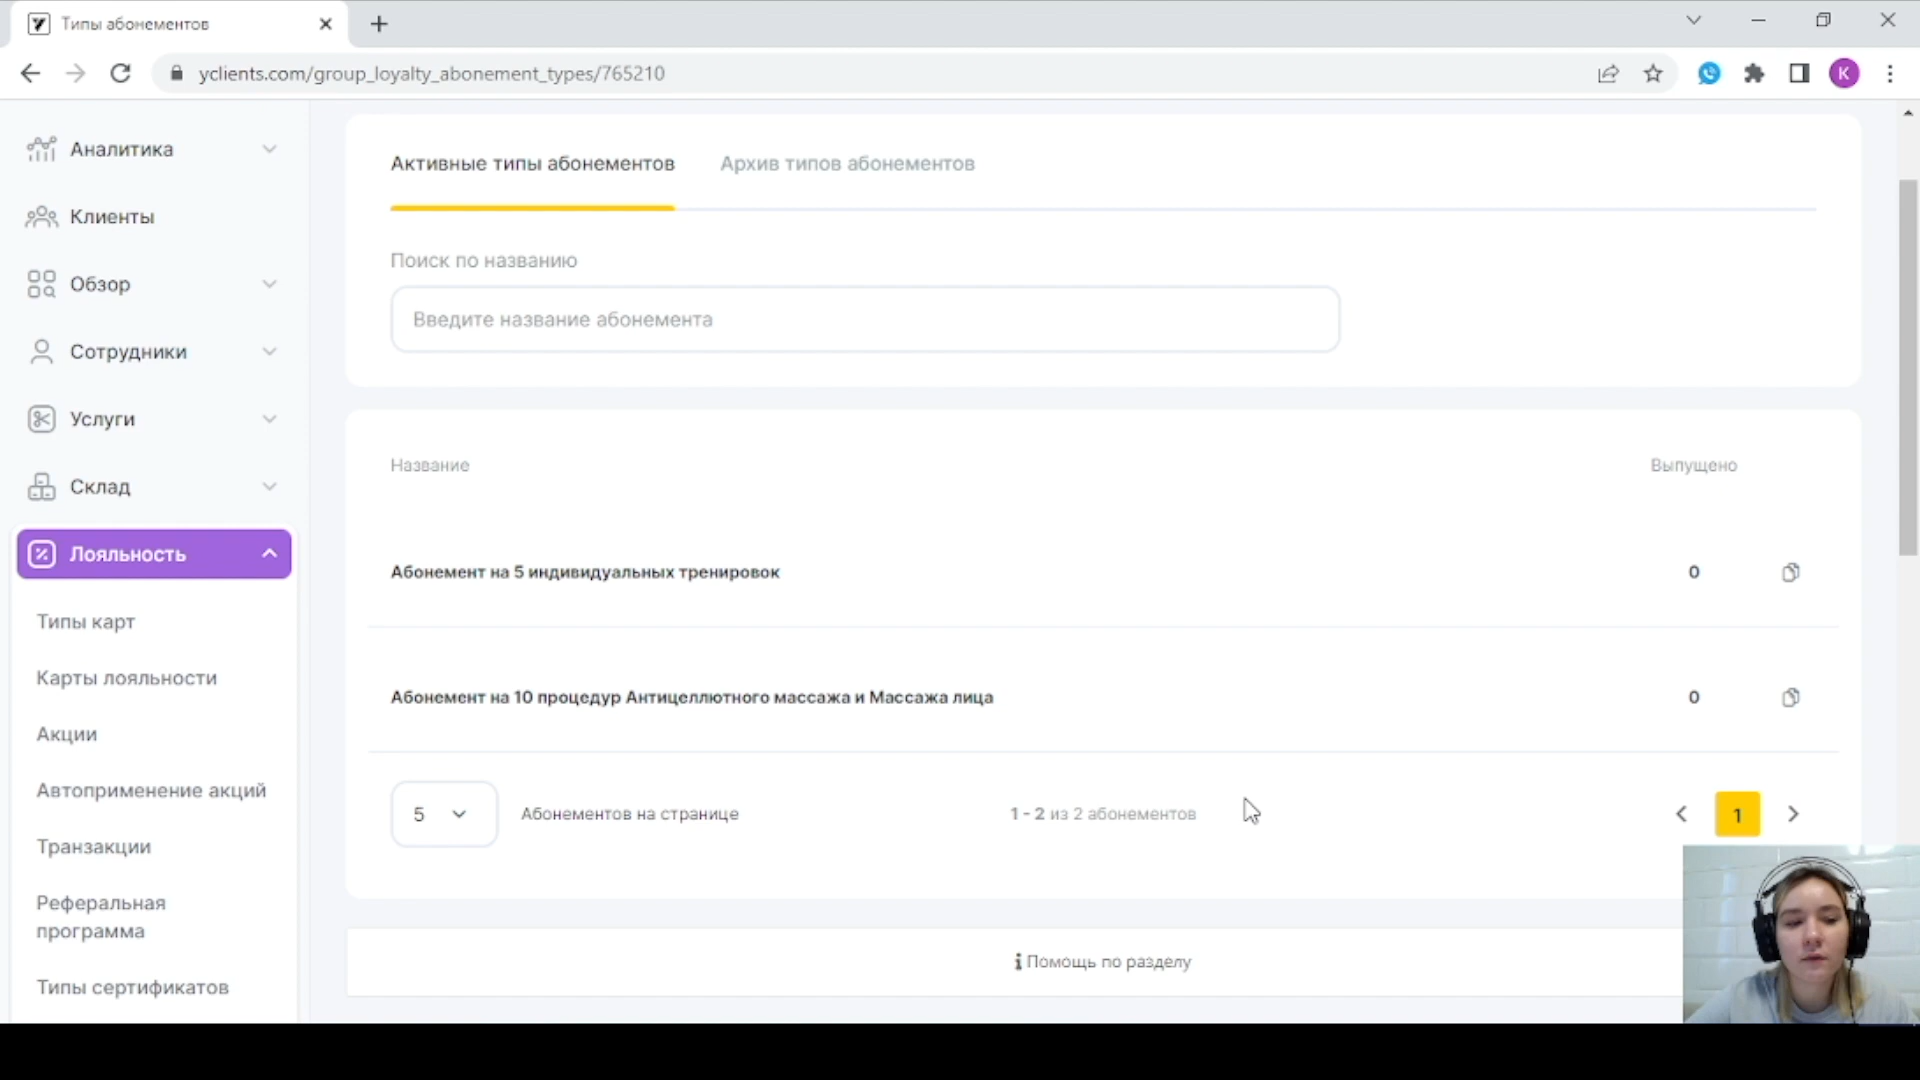 Типы абонементов
yclients.com/group_loyalty_abonement_types/765210
K
Аналитика
Клиенты
Обзор
Сотрудники
Услуги
Склад
Лояльность
Типы карт
Карты лояльности
Акции
Автоприменение акций
Транзакции
Реферальная
программа
Типы сертификатов
Активные типы абонементов Архив типов абонементов
Поиск по названию
Введите название абонемента
Название Выпущено
Абонемент на 5 индивидуальных тренировок 0
Абонемент на 10 процедур Антицеллютного массажа и Массажа лица 0
5 Абонементов на странице 1 - 2 из 2 абонементов 1
Помощь по разделу